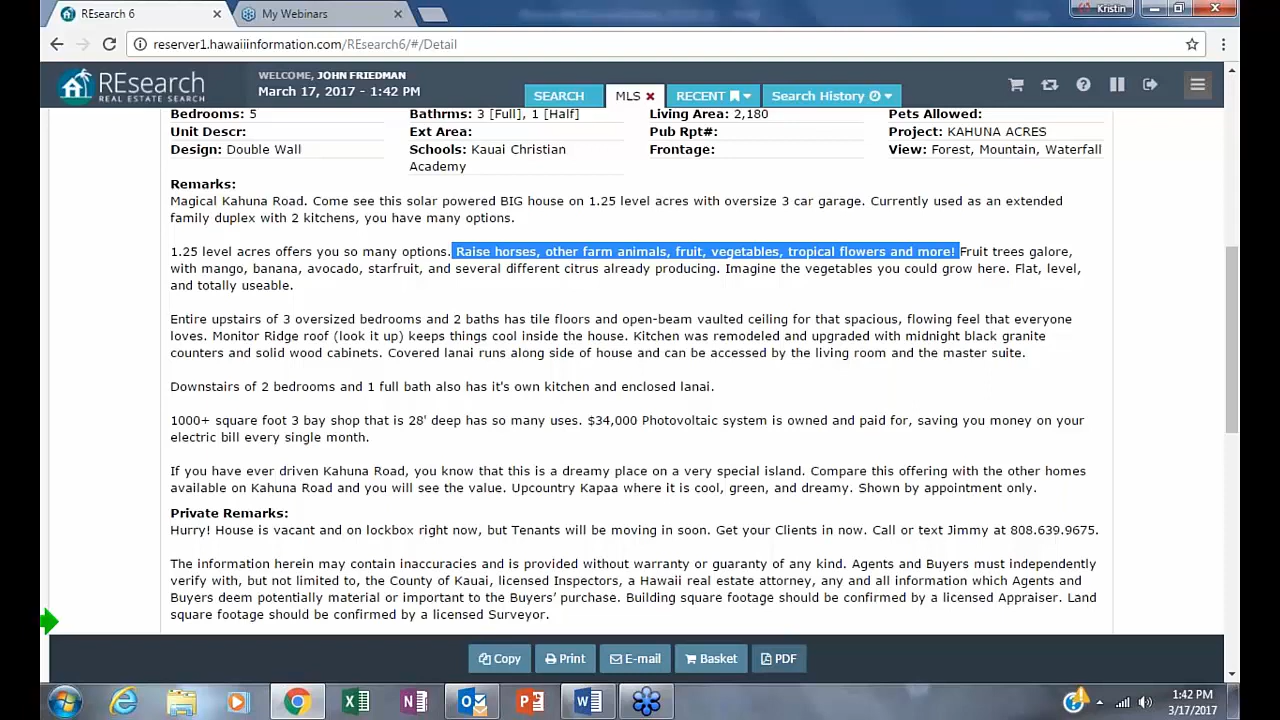 REsearch 6
My Webinars
Kristin
reserver1.hawaiiinformation.com/REsearch6/#/Detail
REsearch
REAL ESTATE SEARCH
WELCOME, JOHN FRIEDMAN
March 17, 2017 - 1:42 PM
SEARCH
MLS
RECENT
Search History
Bedrooms: 5
Bathrms: 3 [Full], 1 [Half]
Living Area: 2,180
Pets Allowed:
Unit Descr:
Ext Area:
Pub Rpt#:
Project: KAHUNA ACRES
Design: Double Wall
Schools: Kauai Christian
Academy
Frontage:
View: Forest, Mountain, Waterfall
Remarks:
Magical Kahuna Road. Come see this solar powered BIG house on 1.25 level acres with oversize 3 car garage. Currently used as an extended
family duplex with 2 kitchens, you have many options.
1.25 level acres offers you so many options. Raise horses, other farm animals, fruit, vegetables, tropical flowers and more! Fruit trees galore,
with mango, banana, avocado, starfruit, and several different citrus already producing. Imagine the vegetables you could grow here. Flat, level,
and totally useable.
Entire upstairs of 3 oversized bedrooms and 2 baths has tile floors and open-beam vaulted ceiling for that spacious, flowing feel that everyone
loves. Monitor Ridge roof (look it up) keeps things cool inside the house. Kitchen was remodeled and upgraded with midnight black granite
counters and solid wood cabinets. Covered lanai runs along side of house and can be accessed by the living room and the master suite.
Downstairs of 2 bedrooms and 1 full bath also has it's own kitchen and enclosed lanai.
1000+ square foot 3 bay shop that is 28' deep has so many uses. $34,000 Photovoltaic system is owned and paid for, saving you money on your
electric bill every single month.
If you have ever driven Kahuna Road, you know that this is a dreamy place on a very special island. Compare this offering with the other homes
available on Kahuna Road and you will see the value. Upcountry Kapaa where it is cool, green, and dreamy. Shown by appointment only.
Private Remarks:
Hurry! House is vacant and on lockbox right now, but Tenants will be moving in soon. Get your Clients in now. Call or text Jimmy at 808.639.9675.
The information herein may contain inaccuracies and is provided without warranty or guaranty of any kind. Agents and Buyers must independently
verify with, but not limited to, the County of Kauai, licensed Inspectors, a Hawaii real estate attorney, any and all information which Agents and
Buyers deem potentially material or important to the Buyers' purchase. Building square footage should be confirmed by a licensed Appraiser. Land
square footage should be confirmed by a licensed Surveyor.
Copy
Print
E-mail
Basket
PDF
1:42 PM
3/17/2017